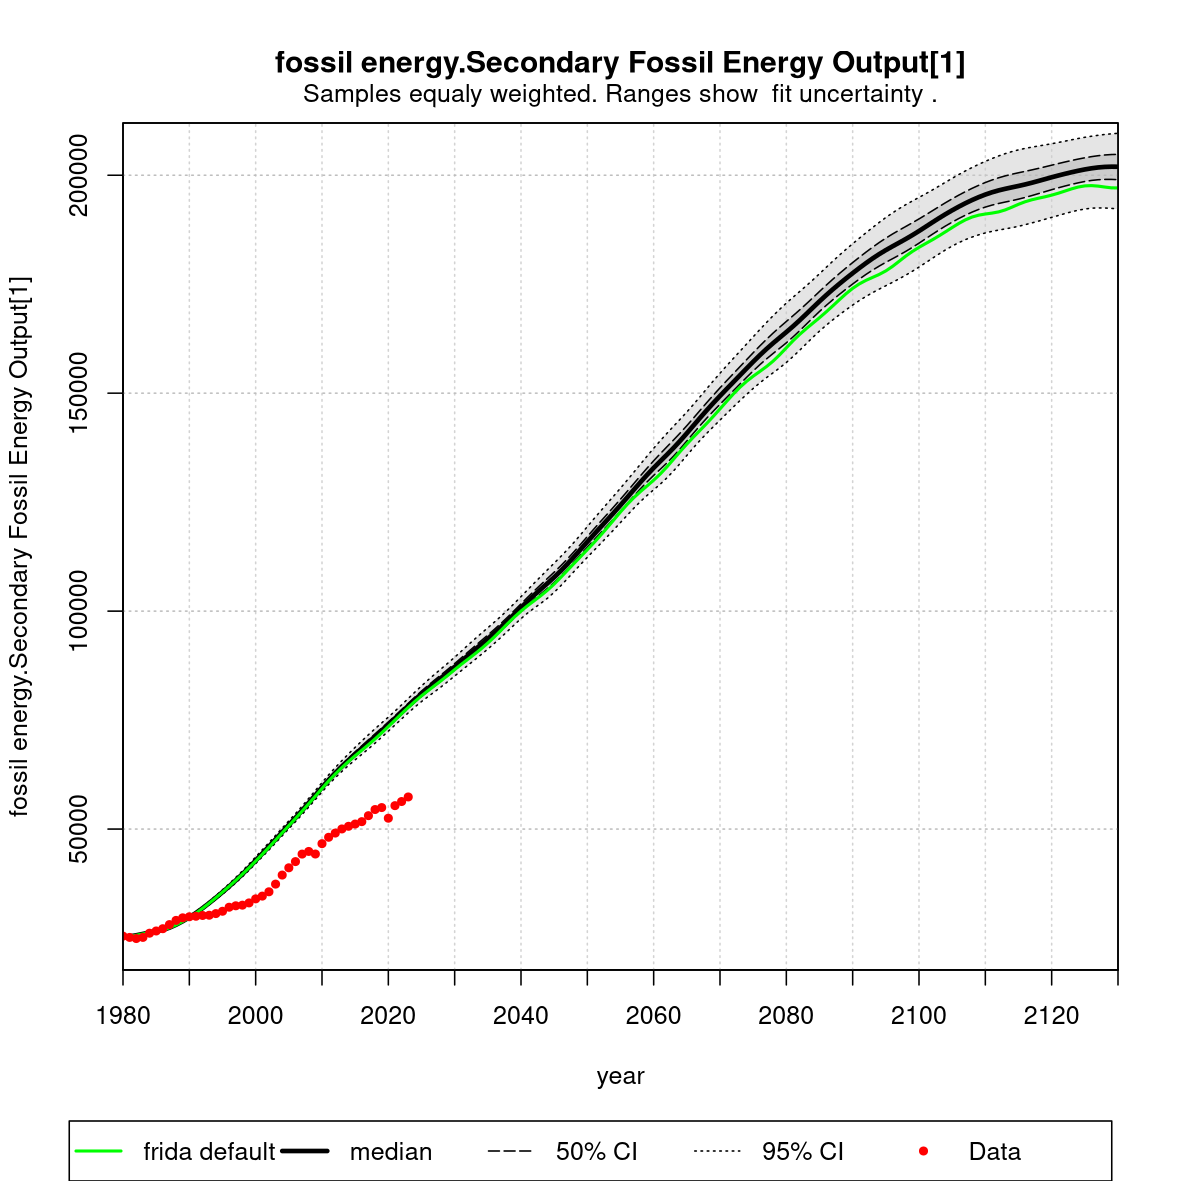 fossil energy.Secondary Fossil Energy Output[1]
Samples equaly weighted. Ranges show  fit uncertainty .
fossil energy.Secondary Fossil Energy Output[1]
200000
150000
100000
50000
1980 2000 2020 2040 2060 2080 2100 2120
year
frida default median 50% CI 95% CI Data